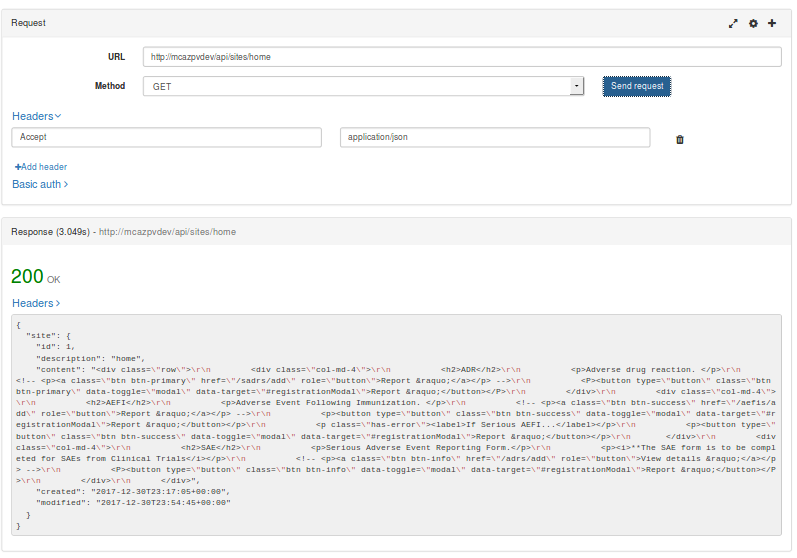 Request
URL http://mcazpvdev/api/sites/home
Method GET Send request
Headers
Accept application/json
Add header
Basic auth
Response (3.049s) - http://mcazpvdev/api/sites/home
200 OK
Headers
{
"site": {
"id": 1,
"description": "home",
"content": "<div class=\"row\">\r\n        <div class=\"col-md-4\">\r\n          <h2>ADR</h2>\r\n          <p>Adverse drug reaction. </p>\r\n
<!-- <p><a class=\"btn btn-primary\" href=\"/sadrs/add\" role=\"button\">Report &raquo;</a></p> -->\r\n          <P><button type=\"button\" class=\"btn
btn-primary\" data-toggle=\"modal\" data-target=\"#registrationModal\">Report &raquo;</button></P>\r\n        </div>\r\n        <div class=\"col-md-4\">
\r\n          <h2>AEFI</h2>\r\n          <p>Adverse Event Following Immunization. </p>\r\n          <!-- <p><a class=\"btn btn-success\" href=\"/aefis/a
dd\" role=\"button\">Report &raquo;</a></p> -->\r\n          <p><button type=\"button\" class=\"btn btn-success\" data-toggle=\"modal\" data-target=\"#r
egistrationModal\">Report &raquo;</button></p>\r\n          <p class=\"has-error\"><label>If Serious AEFI...</label></p>\r\n          <p><button type=\"
button\" class=\"btn btn-success\" data-toggle=\"modal\" data-target=\"#registrationModal\">Report &raquo;</button></p>\r\n        </div>\r\n        <div
class=\"col-md-4\">\r\n          <h2>SAE</h2>\r\n          <p>Serious Adverse Event Reporting Form.</p>\r\n          <p><i>**The SAE form is to be compl
eted for SAEs from Clinical Trials</i></p>\r\n          <!-- <p><a class=\"btn btn-info\" href=\"/adrs/add\" role=\"button\">View details &raquo;</a></p
> -->\r\n          <P><button type=\"button\" class=\"btn btn-info\" data-toggle=\"modal\" data-target=\"#registrationModal\">Report &raquo;</button></P
>\r\n        </div>\r\n      </div>",
"created": "2017-12-30T23:17:05+00:00",
"modified": "2017-12-30T23:54:45+00:00"
}
}